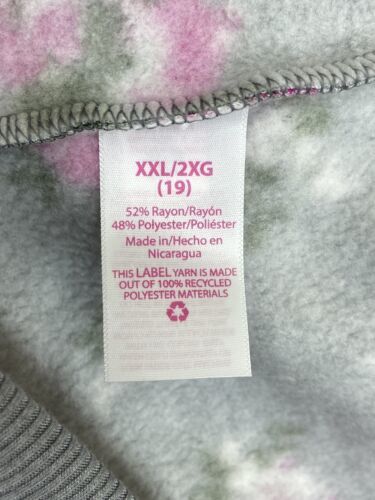 XXL/2XG
(19)
52% Rayon/Rayón
48% Polyester/Poliéster
Made in/Hecho en
Nicaragua
THIS LABEL YARN IS MADE
OUT OF 100% RECYCLED
POLYESTER MATERIALS